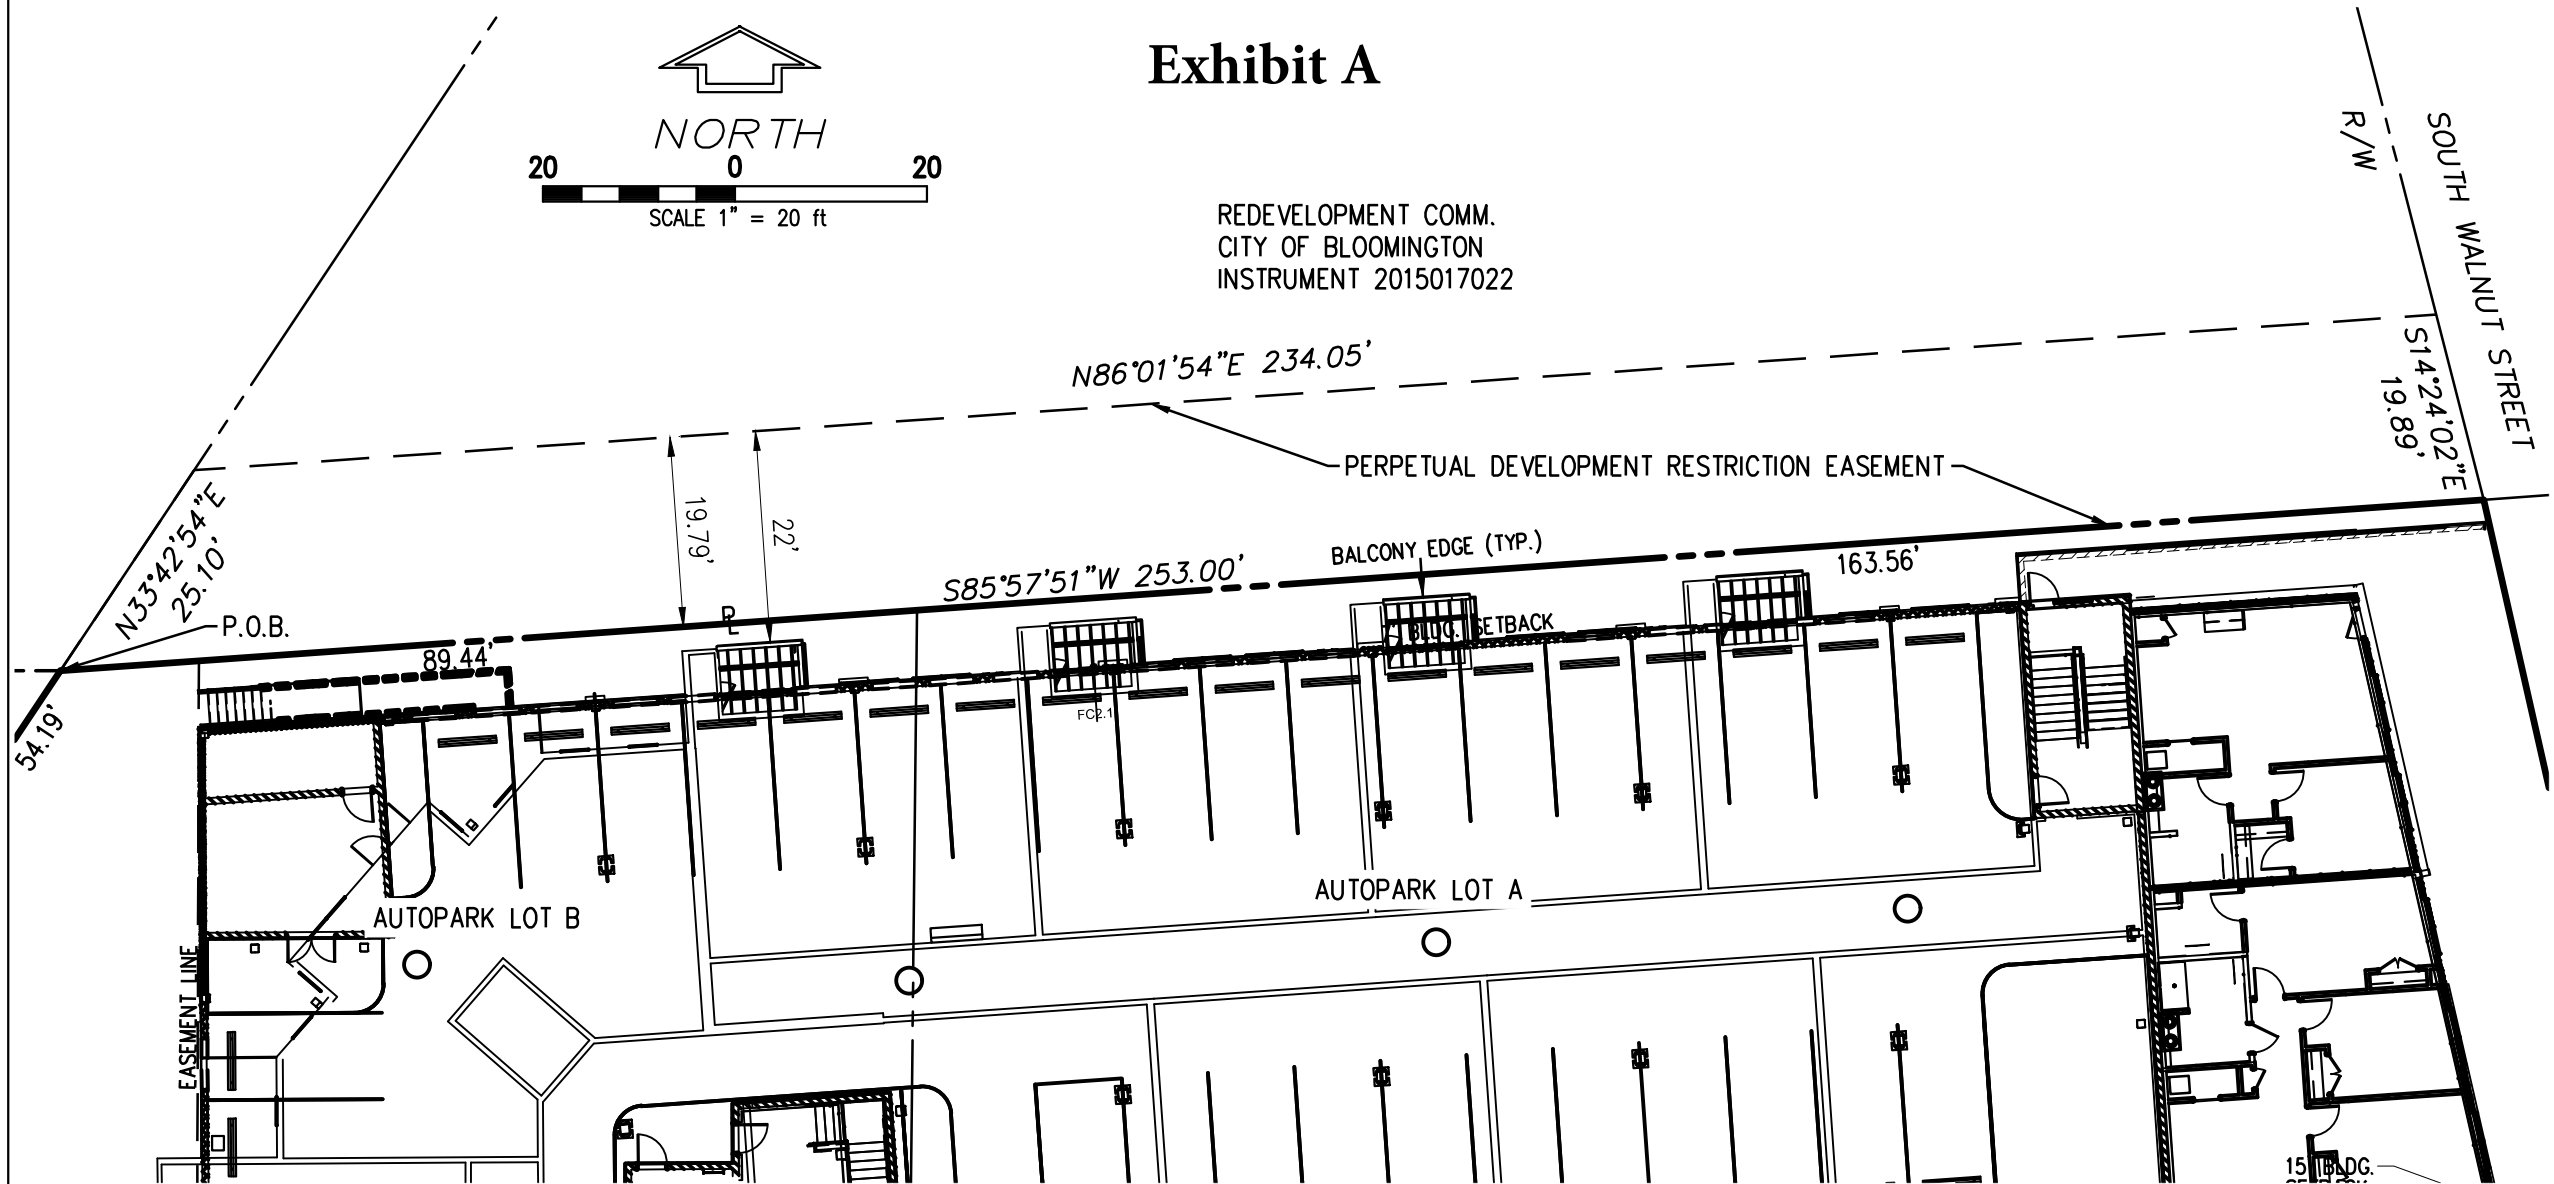 Exhibit A
NORTH
20 0 20
SCALE 1" = 20 ft
REDEVELOPMENT COMM.
CITY OF BLOOMINGTON
INSTRUMENT 2015017022
R/W
SOUTH WALNUT STREET
N86°01'54"E 234.05'
S14°24'02"E
19.89'
PERPETUAL DEVELOPMENT RESTRICTION EASEMENT
19.79'
22'
N33°42'54"E
25.10'
P.O.B.
S85°57'51"W 253.00'
BALCONY EDGE (TYP.)
163.56'
PL
BLDG. SETBACK
89.44'
54.19'
FC2.1
AUTOPARK LOT A
AUTOPARK LOT B
EASEMENT LINE
BLDG.